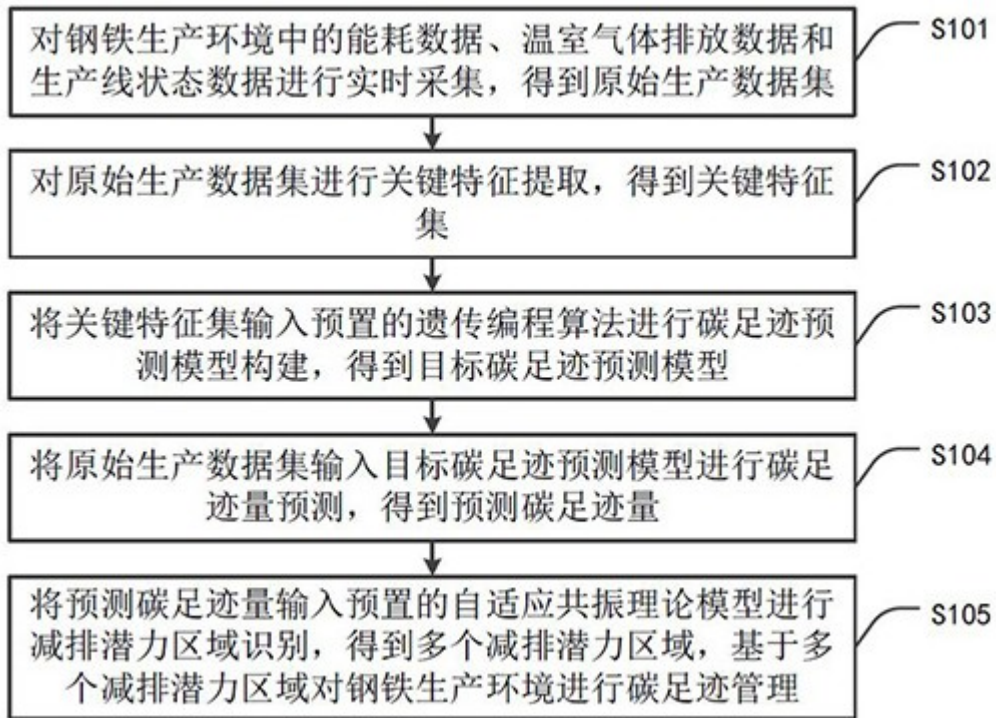 对钢铁生产环境中的能耗数据、温室气体排放数据和
生产线状态数据进行实时采集，得到原始生产数据集
S101
对原始生产数据集进行关键特征提取，得到关键特征
集
S102
将关键特征集输入预置的遗传编程算法进行碳足迹预
测模型构建，得到目标碳足迹预测模型
S103
将原始生产数据集输入目标碳足迹预测模型进行碳足
迹量预测，得到预测碳足迹量
S104
将预测碳足迹量输入预置的自适应共振理论模型进行
减排潜力区域识别，得到多个减排潜力区域，基于多
个减排潜力区域对钢铁生产环境进行碳足迹管理
S105